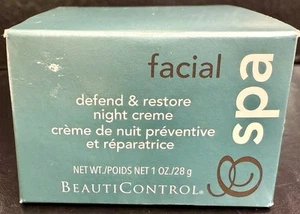 facial
spa
defend & restore
night creme
crème de nuit préventive
et réparatrice
NET WT./POIDS NET 1 OZ./28 g
BEAUTICONTROL®